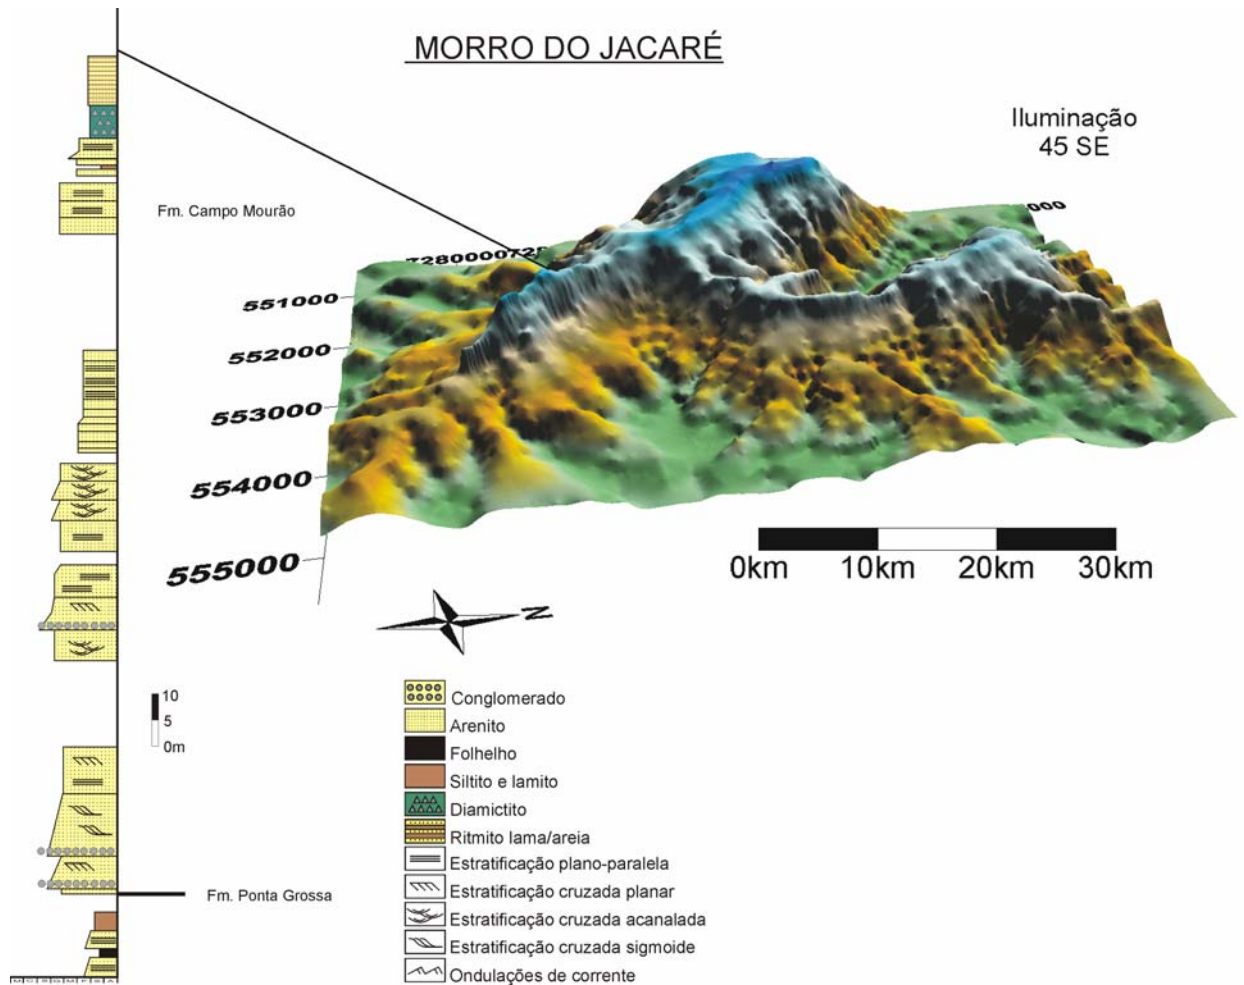 MORRO DO JACARÉ
Iluminação
45 SE
Fm. Campo Mourão
000
551000
552000
553000
554000
555000
0km 10km 20km 30km
N
10
5
0m
Conglomerado
Arenito
Folhelho
Siltito e lamito
Diamictito
Ritmito lama/areia
Estratificação plano-paralela
Estratificação cruzada planar
Fm. Ponta Grossa
Estratificação cruzada acanalada
Estratificação cruzada sigmoide
Ondulações de corrente